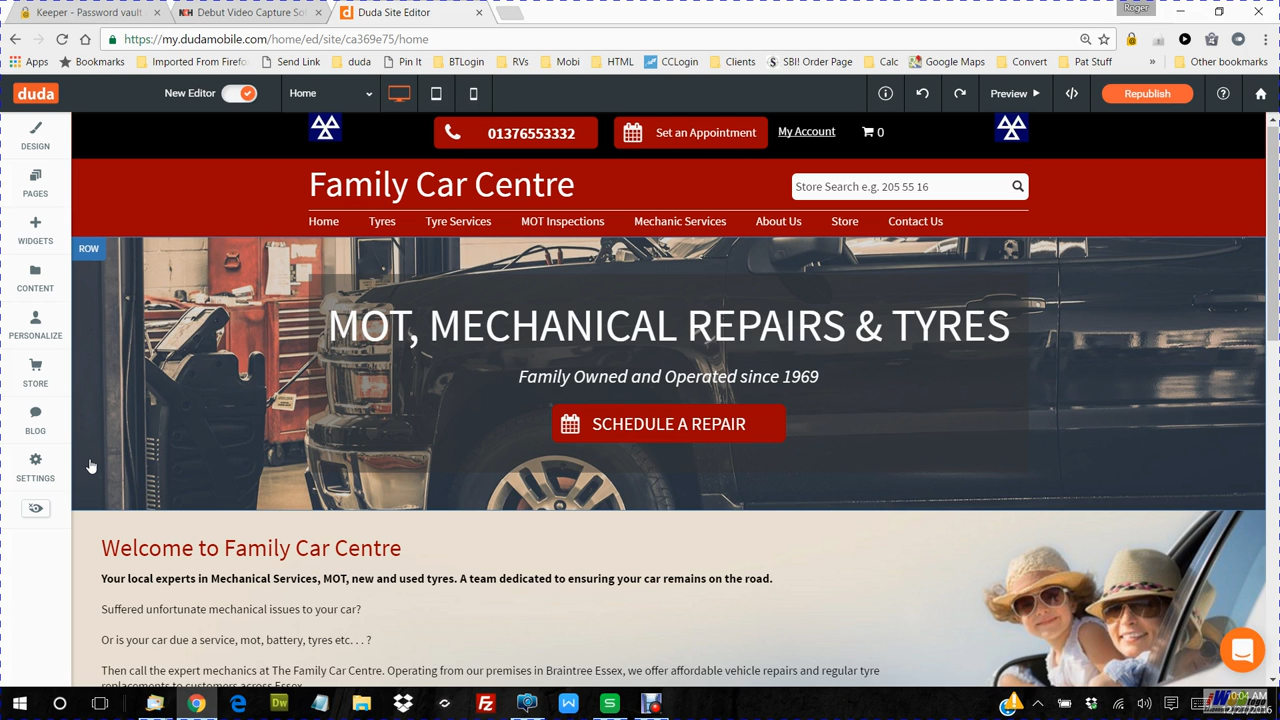 Keeper - Password vault
NCH Debut Video Capture So
Duda Site Editor
Roger
https://my.dudamobile.com/home/ed/site/ca369e75/home
Apps Bookmarks Imported From Firefo Send Link duda Pin It BTLogin RVs Mobi HTML CCLogin Clients SBI! Order Page Calc Google Maps Convert Pat Stuff » Other bookmarks
duda New Editor Home Preview Republish
DESIGN
PAGES
WIDGETS
CONTENT
PERSONALIZE
STORE
BLOG
SETTINGS
01376553332 Set an Appointment My Account 0
Family Car Centre
Store Search e.g. 205 55 16
Home Tyres Tyre Services MOT Inspections Mechanic Services About Us Store Contact Us
ROW
MOT, MECHANICAL REPAIRS & TYRES
Family Owned and Operated since 1969
SCHEDULE A REPAIR
Welcome to Family Car Centre
Your local experts in Mechanical Services, MOT, new and used tyres. A team dedicated to ensuring your car remains on the road.
Suffered unfortunate mechanical issues to your car?
Or is your car due a service, mot, battery, tyres etc. . . ?
Then call the expert mechanics at The Family Car Centre. Operating from our premises in Braintree Essex, we offer affordable vehicle repairs and regular tyre
replacements to customers across Essex
Dw